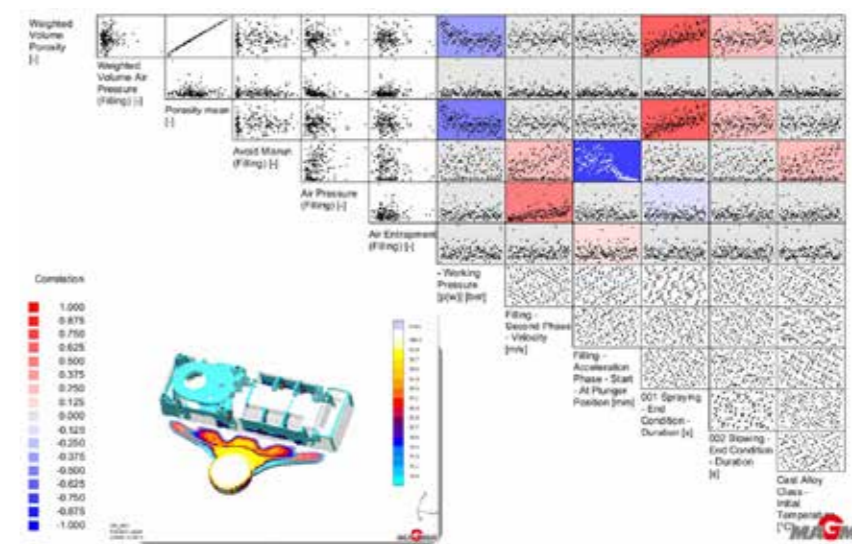 Weighted
Volume
Porosity
[-]
Weighted
Volume Air
Pressure
(Filling) [-]
Porosity mean
[-]
Avoid Misrun
(Filling) [-]
Air Pressure
(Filling) [-]
Air Entrapment
(Filling) [-]
- Working
Pressure
[p(w)] [bar]
Filling -
Second Phase
- Velocity
[m/s]
Filling -
Acceleration
Phase - Start
- At Plunger
Position [mm]
001 Spraying
- End
Condition -
Duration [s]
002 Blowing -
End Condition
- Duration
[s]
Cast Alloy
Class -
Initial
Temperature
[°C]
Correlation
1.000
0.875
0.750
0.625
0.500
0.375
0.250
0.125
0.000
-0.125
-0.250
-0.375
-0.500
-0.625
-0.750
-0.875
-1.000